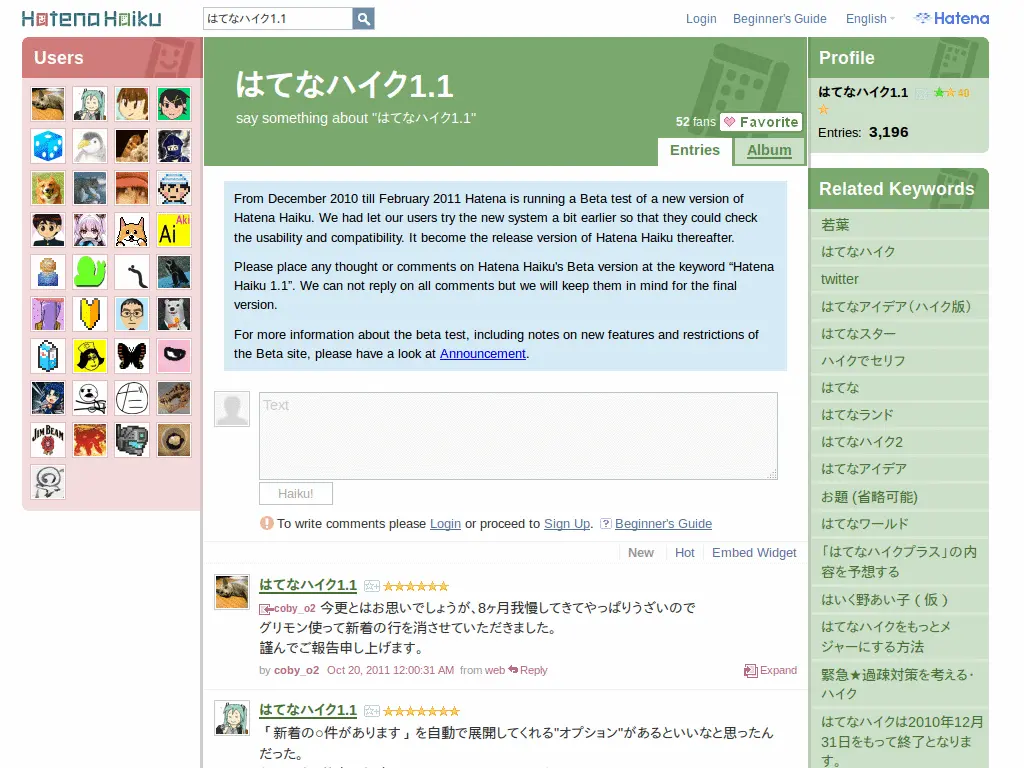 Hatena Haiku
はてなハイク1.1
Login
Beginner's Guide
English
Hatena
Users
Aki
Ai
JIM BEAM
はてなハイク1.1
say something about "はてなハイク1.1"
52 fans
Favorite
Entries
Album
From December 2010 till February 2011 Hatena is running a Beta test of a new version of
Hatena Haiku. We had let our users try the new system a bit earlier so that they could check
the usability and compatibility. It become the release version of Hatena Haiku thereafter.
Please place any thought or comments on Hatena Haiku's Beta version at the keyword “Hatena
Haiku 1.1”. We can not reply on all comments but we will keep them in mind for the final
version.
For more information about the beta test, including notes on new features and restrictions of
the Beta site, please have a look at Announcement.
Text
Haiku!
To write comments please Login or proceed to Sign Up. ? Beginner's Guide
New
Hot
Embed Widget
はてなハイク1.1
coby_o2 今更とはお思いでしょうが、8ヶ月我慢してきてやっぱりうざいので
グリモン使って新着の行を消させていただきました。
謹んでご報告申し上げます。
by coby_o2 Oct 20, 2011 12:00:31 AM from web Reply
Expand
はてなハイク1.1
「新着の○件があります」を自動で展開してくれる"オプション"があるといいなと思ったん
だった。
Profile
はてなハイク1.1
40
Entries: 3,196
Related Keywords
若葉
はてなハイク
twitter
はてなアイデア（ハイク版）
はてなスター
ハイクでセリフ
はてな
はてなランド
はてなハイク2
はてなアイデア
お題 (省略可能)
はてなワールド
「はてなハイクプラス」の内
容を予想する
はいく野あい子（仮）
はてなハイクをもっとメ
ジャーにする方法
緊急★過疎対策を考える・
ハイク
はてなハイクは2010年12月
31日をもって終了となりま
す。